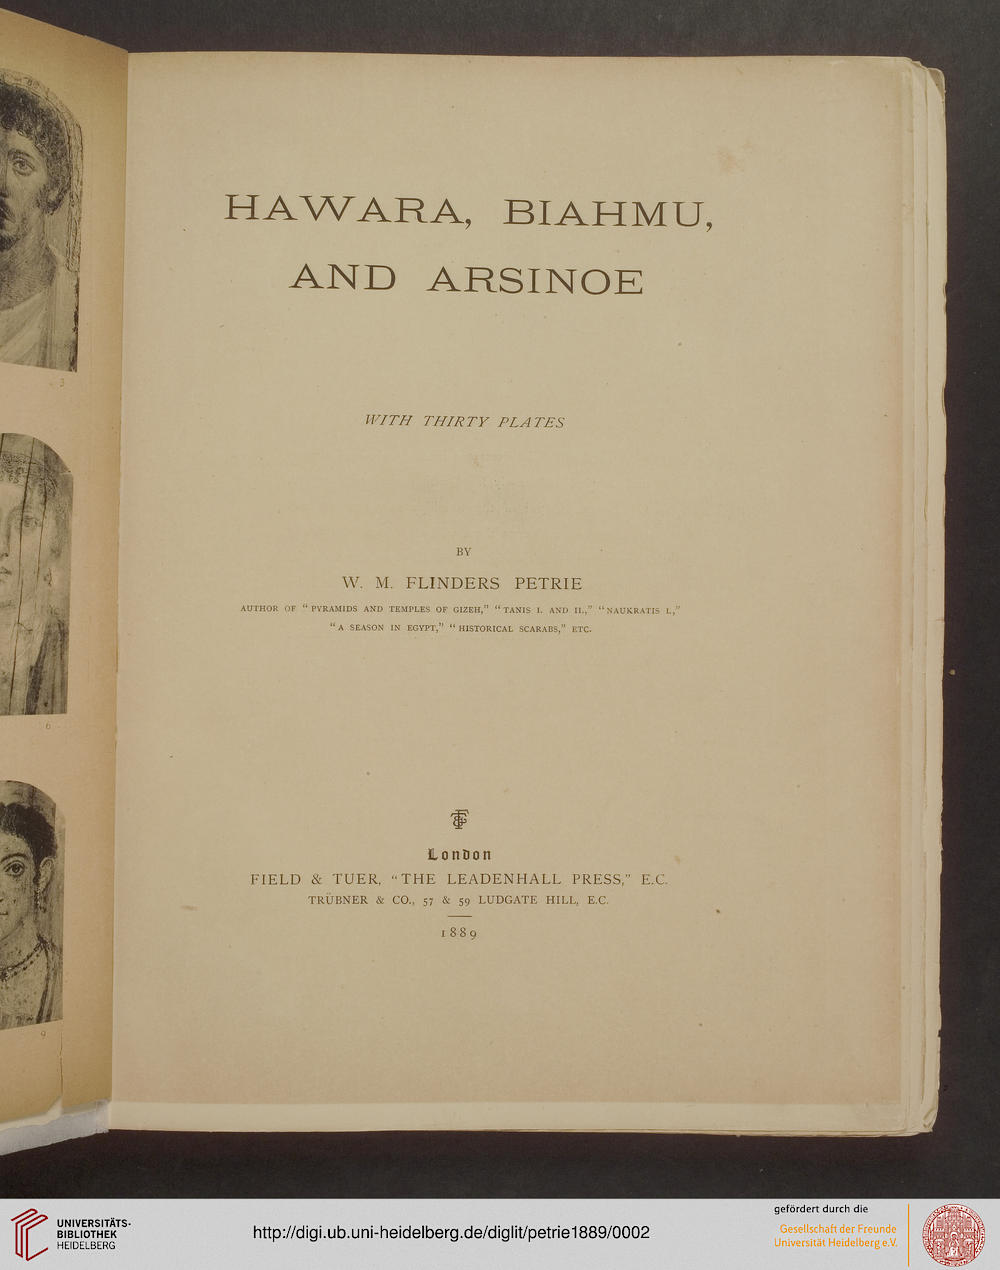 3
6
9
HAWARA, BIAHMU,
AND ARSINOE
WITH THIRTY PLATES
BY
W. M. FLINDERS PETRIE
AUTHOR OF “PYRAMIDS AND TEMPLES OF GIZEH,” “TANIS I. AND II.,” “NAUKRATIS I.,”
“A SEASON IN EGYPT,” “HISTORICAL SCARABS,” ETC.
London
FIELD & TUER, “THE LEADENHALL PRESS,” E.C.
TRÜBNER & CO., 57 & 59 LUDGATE HILL, E.C.
1889
UNIVERSITÄTS-
BIBLIOTHEK
HEIDELBERG
http://digi.ub.uni-heidelberg.de/diglit/petrie1889/0002
gefördert durch die
Gesellschaft der Freunde
Universität Heidelberg e.V.